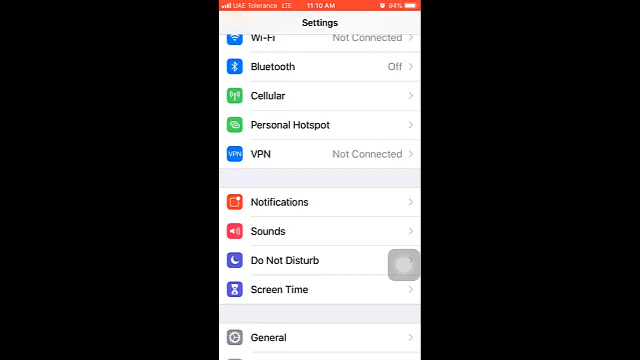 UAE Tolerance LTE 11:10 AM 94%
Settings
Wi-Fi Not Connected
Bluetooth Off
Cellular
Personal Hotspot
VPN VPN Not Connected
Notifications
Sounds
Do Not Disturb
Screen Time
General